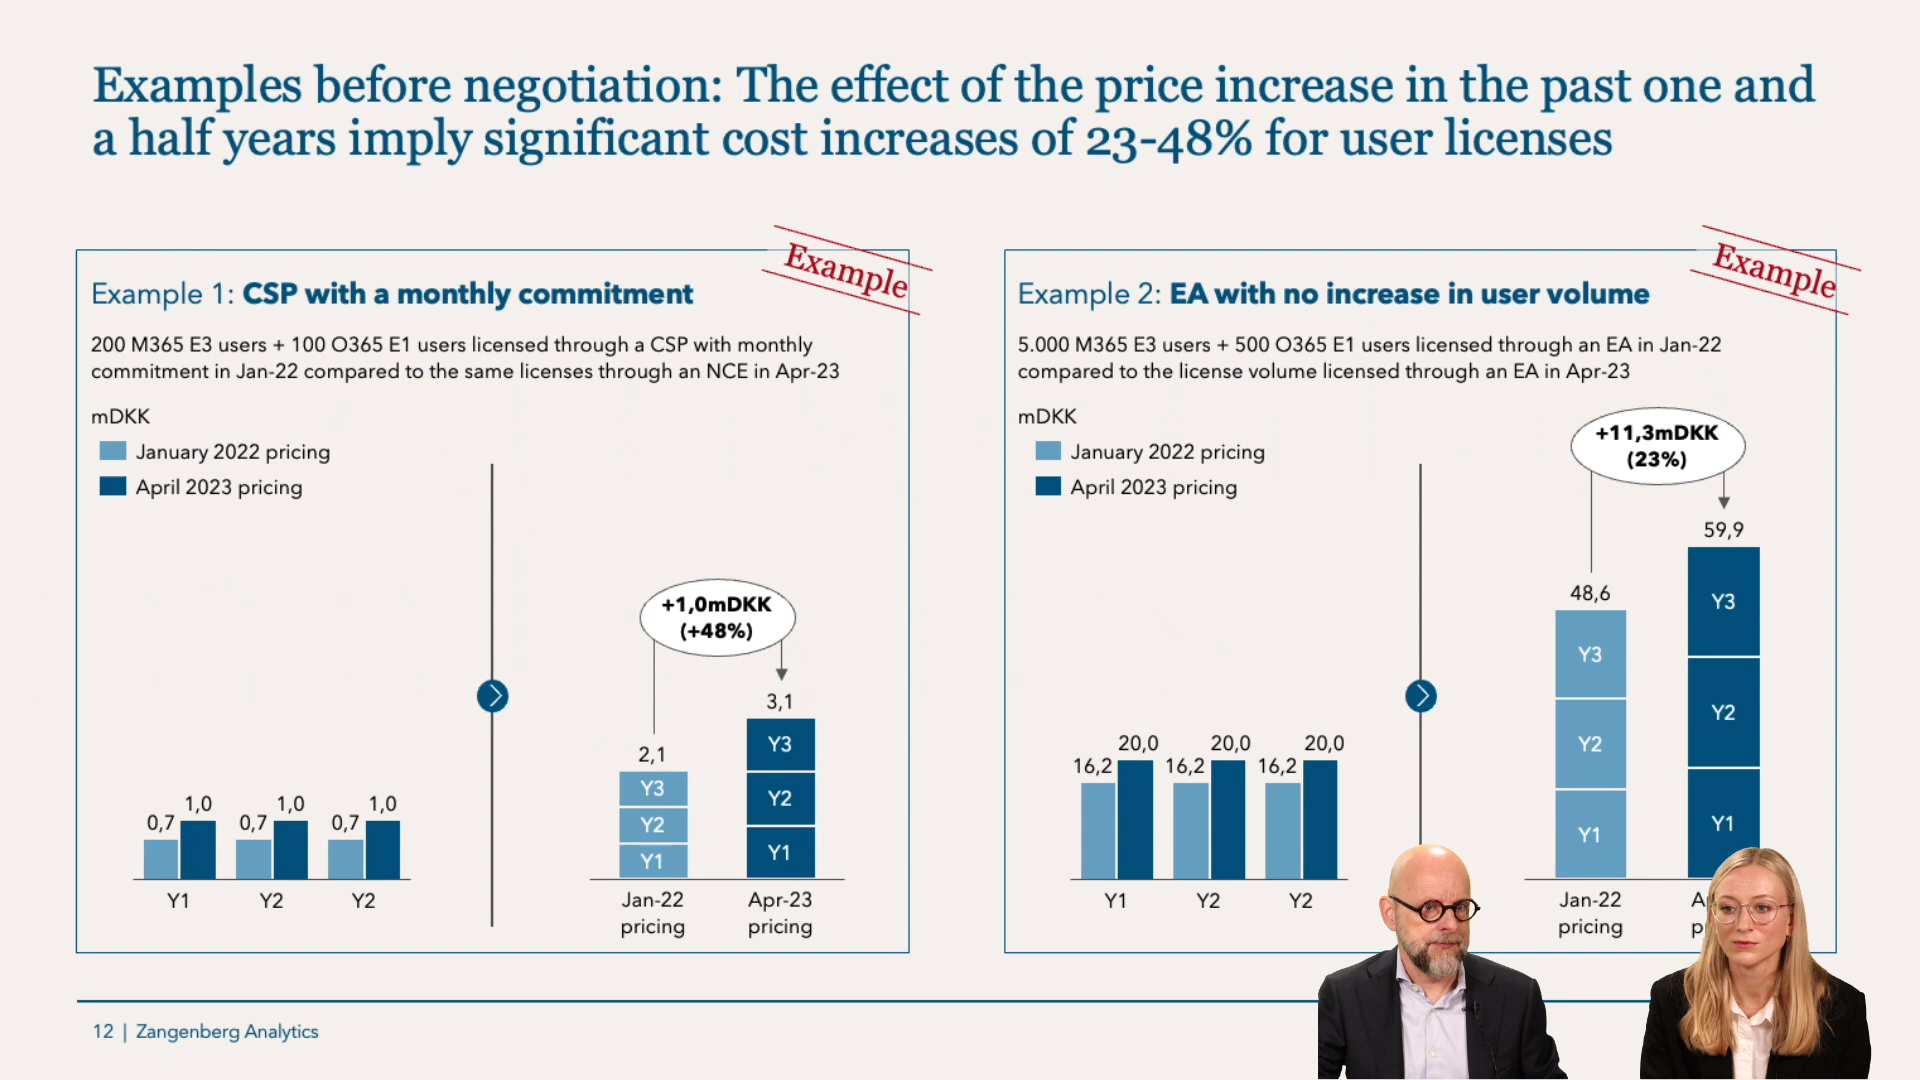 Examples before negotiation: The effect of the price increase in the past one and
a half years imply significant cost increases of 23-48% for user licenses
Example
Example 1: CSP with a monthly commitment
200 M365 E3 users + 100 O365 E1 users licensed through a CSP with monthly
commitment in Jan-22 compared to the same licenses through an NCE in Apr-23
mDKK
January 2022 pricing
April 2023 pricing
+1,0mDKK
(+48%)
3,1
2,1
Y3
Y2
Y1
Y3
Y2
Y1
0,7 1,0 0,7 1,0 0,7 1,0
Y1 Y2 Y2
Jan-22
pricing
Apr-23
pricing
Example
Example 2: EA with no increase in user volume
5.000 M365 E3 users + 500 O365 E1 users licensed through an EA in Jan-22
compared to the license volume licensed through an EA in Apr-23
mDKK
January 2022 pricing
April 2023 pricing
+11,3mDKK
(23%)
59,9
48,6
Y3
Y2
Y1
Y3
Y2
Y1
16,2 20,0 16,2 20,0 16,2 20,0
Y1 Y2 Y2
Jan-22
pricing
12 | Zangenberg Analytics